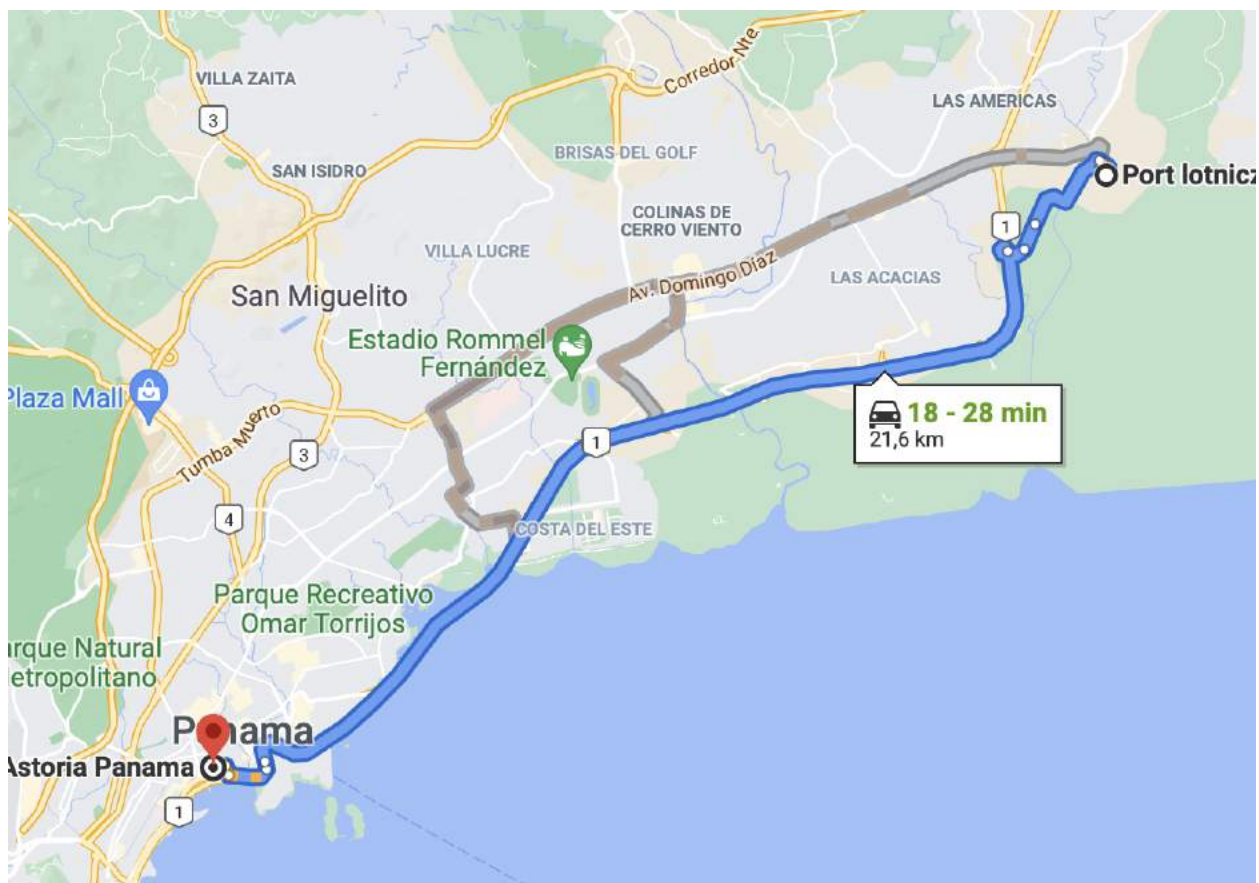 VILLA ZAITA
Corredor Nte
LAS AMERICAS
3
BRISAS DEL GOLF
SAN ISIDRO
Port lotnicz
COLINAS DE
CERRO VIENTO
1
VILLA LUCRE
LAS ACACIAS
Av. Domingo Díaz
San Miguelito
Estadio Rommel
Fernández
Plaza Mall
18 - 28 min
21,6 km
Tumba Muerto
3
1
4
COSTA DEL ESTE
Parque Recreativo
Omar Torrijos
arque Natural
etropolitano
Panama
Astoria Panama
1